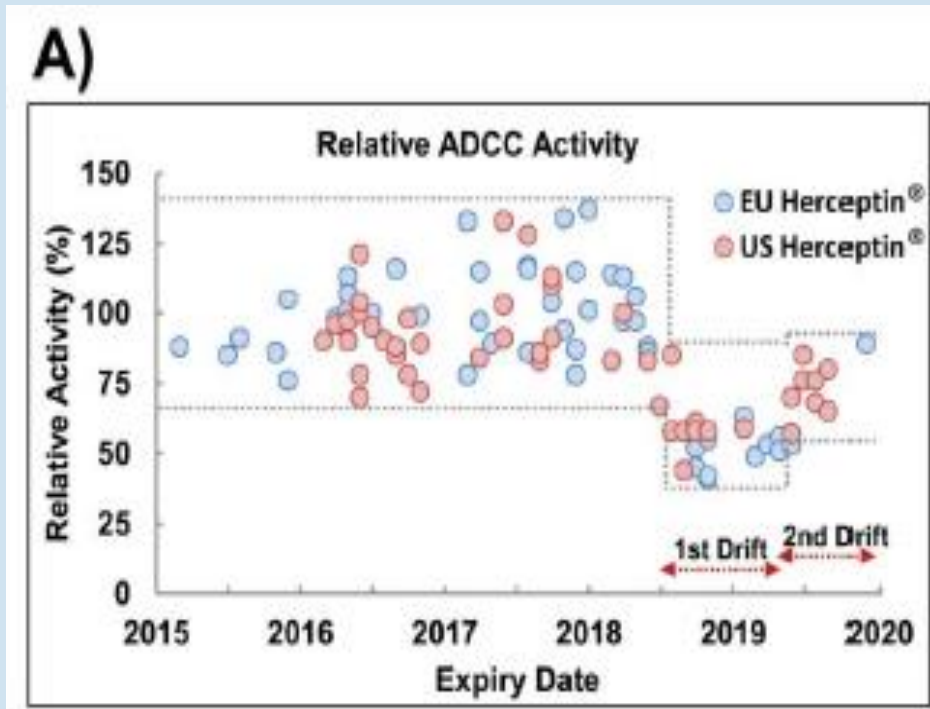 A)
Relative ADCC Activity
150
125
100
75
50
25
0
Relative Activity (%)
EU Herceptin®
US Herceptin®
1st Drift
2nd Drift
2015 2016 2017 2018 2019 2020
Expiry Date